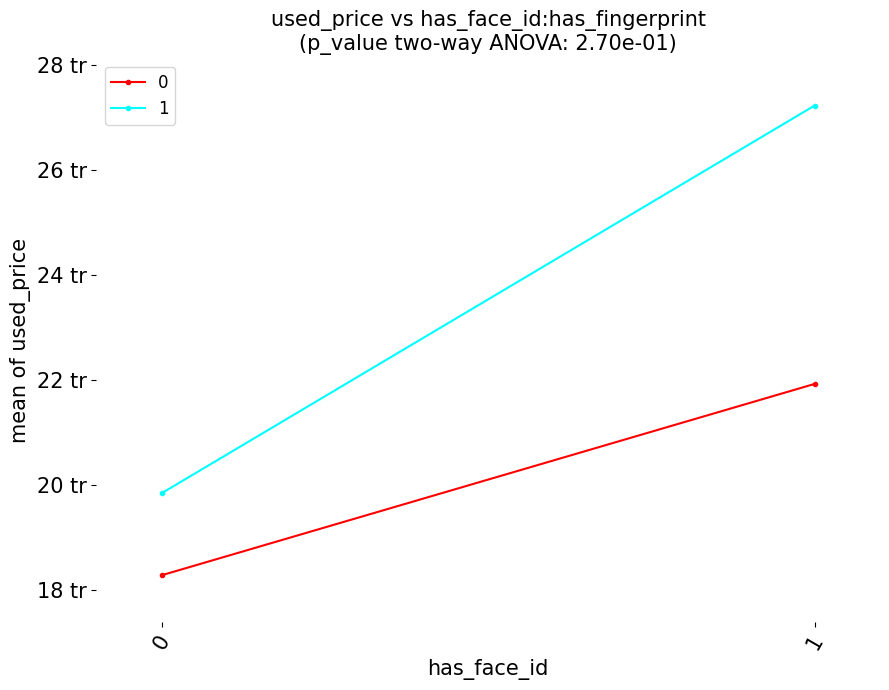 used_price vs has_face_id:has_fingerprint
(p_value two-way ANOVA: 2.70e-01)
28 tr
26 tr
24 tr
22 tr
20 tr
18 tr
mean of used_price
0
1
0
1
has_face_id